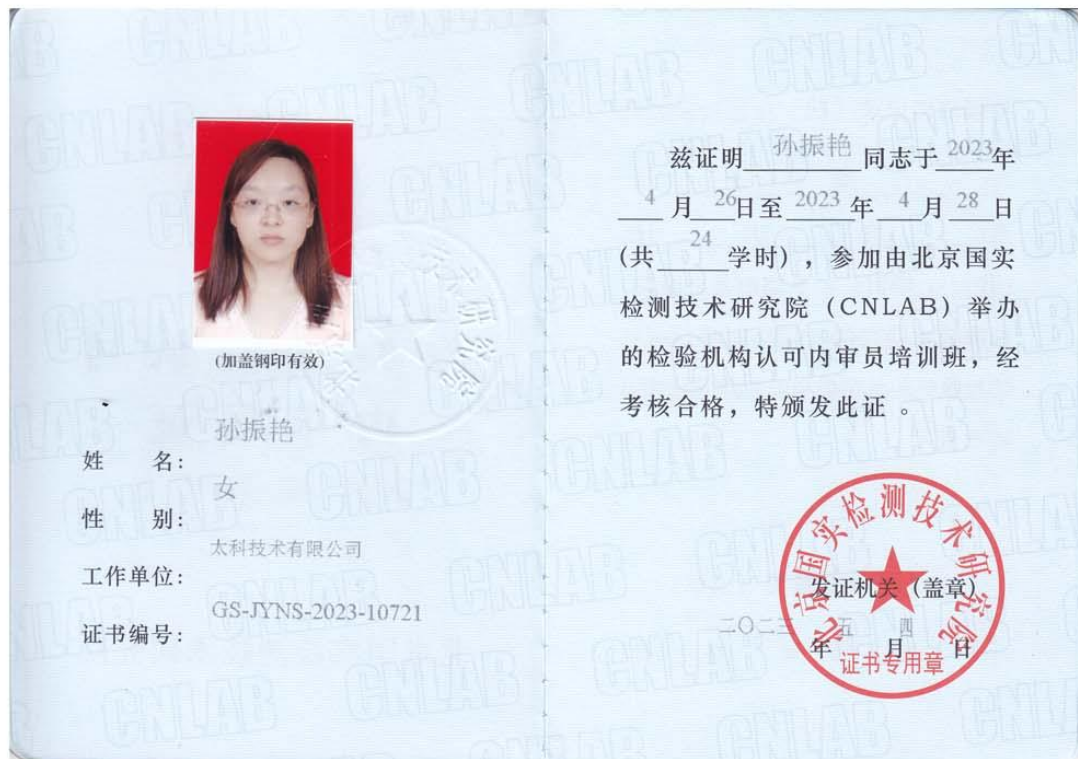 (加盖钢印有效)
姓 名: 孙振艳
性 别: 女
工作单位: 太科技术有限公司
证书编号: GS-JYNS-2023-10721
兹证明 孙振艳 同志于 2023 年
4 月 26 日至 2023 年 4 月 28 日
(共 24 学时),参加由北京国实
检测技术研究院(CNLAB)举办
的检验机构认可内审员培训班,经
考核合格,特颁发此证。
北京国实检测技术研究院
发证机关(盖章)
二〇二三 年 五 月 四 日
证书专用章
CNLAB